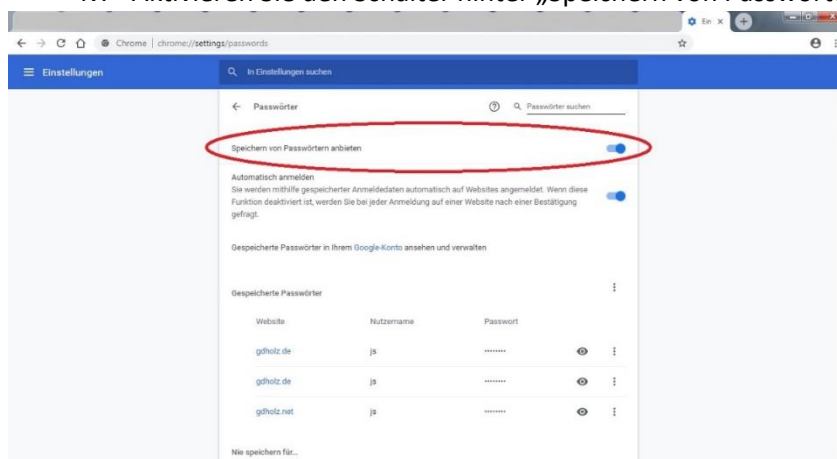 Aktivieren Sie den Schalter hinter „Speichern von Passwört
Ein
Chrome | chrome://settings/passwords
Einstellungen
In Einstellungen suchen
Passwörter
Passwörter suchen
Speichern von Passwörtern anbieten
Automatisch anmelden
Sie werden mithilfe gespeicherter Anmeldedaten automatisch auf Websites angemeldet. Wenn diese
Funktion deaktiviert ist, werden Sie bei jeder Anmeldung auf einer Website nach einer Bestätigung
gefragt.
Gespeicherte Passwörter in Ihrem Google-Konto ansehen und verwalten
Gespeicherte Passwörter
Website Nutzername Passwort
gdholz.de js ········
gdholz.de js ········
gdholz.net js ········
Nie speichern für...